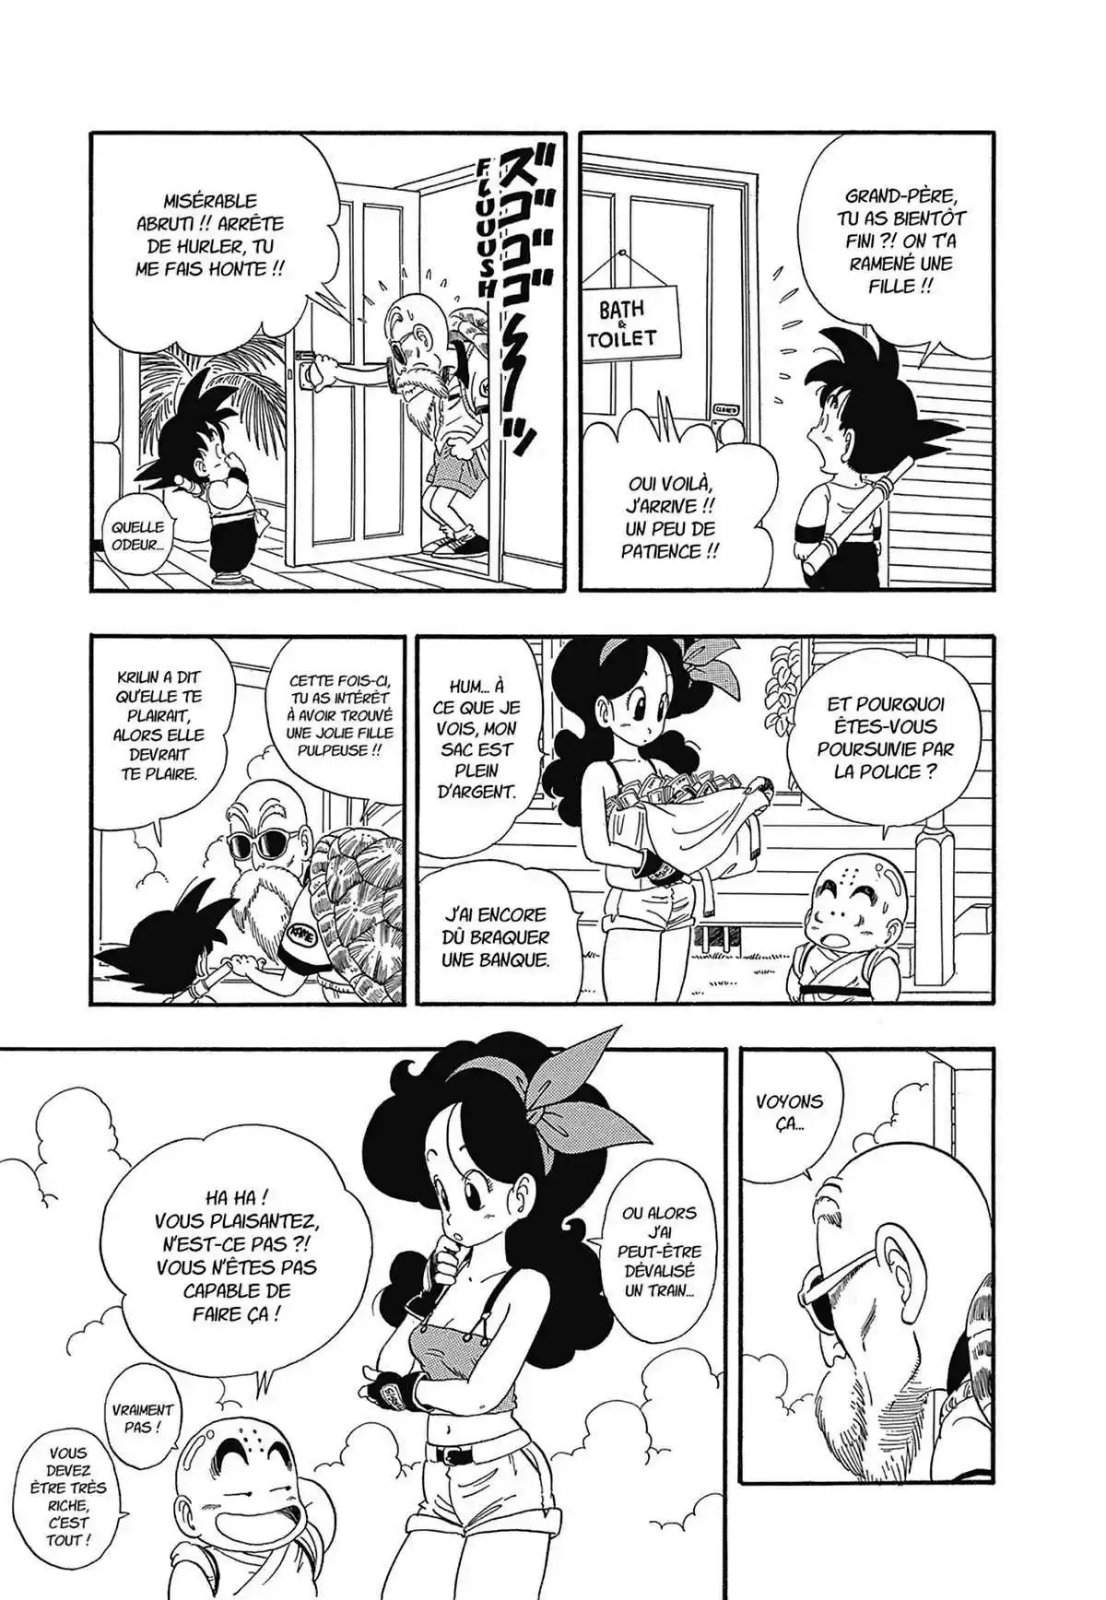 GRAND-PÈRE,
TU AS BIENTÔT
FINI ?! ON T'A
RAMENÉ UNE
FILLE !!
BATH
&
TOILET
CLOSED
OUI VOILÀ,
J'ARRIVE !!
UN PEU DE
PATIENCE !!
ズゴゴゴ〜〜ッ
FLUUUSH
MISÉRABLE
ABRUTI !! ARRÊTE
DE HURLER, TU
ME FAIS HONTE !!
QUELLE
ODEUR...
ET POURQUOI
ÊTES-VOUS
POURSUIVIE PAR
LA POLICE ?
HUM... À
CE QUE JE
VOIS, MON
SAC EST
PLEIN
D'ARGENT.
J'AI ENCORE
DÛ BRAQUER
UNE BANQUE.
CETTE FOIS-CI,
TU AS INTÉRÊT
À AVOIR TROUVÉ
UNE JOLIE FILLE
PULPEUSE !!
KRILIN A DIT
QU'ELLE TE
PLAIRAIT,
ALORS ELLE
DEVRAIT
TE PLAIRE.
KAME
VOYONS
ÇA...
OU ALORS
J'AI
PEUT-ÊTRE
DÉVALISÉ
UN TRAIN...
HA HA !
VOUS PLAISANTEZ,
N'EST-CE PAS ?!
VOUS N'ÊTES PAS
CAPABLE DE
FAIRE ÇA !
VRAIMENT
PAS !
VOUS
DEVEZ
ÊTRE TRÈS
RICHE,
C'EST
TOUT !